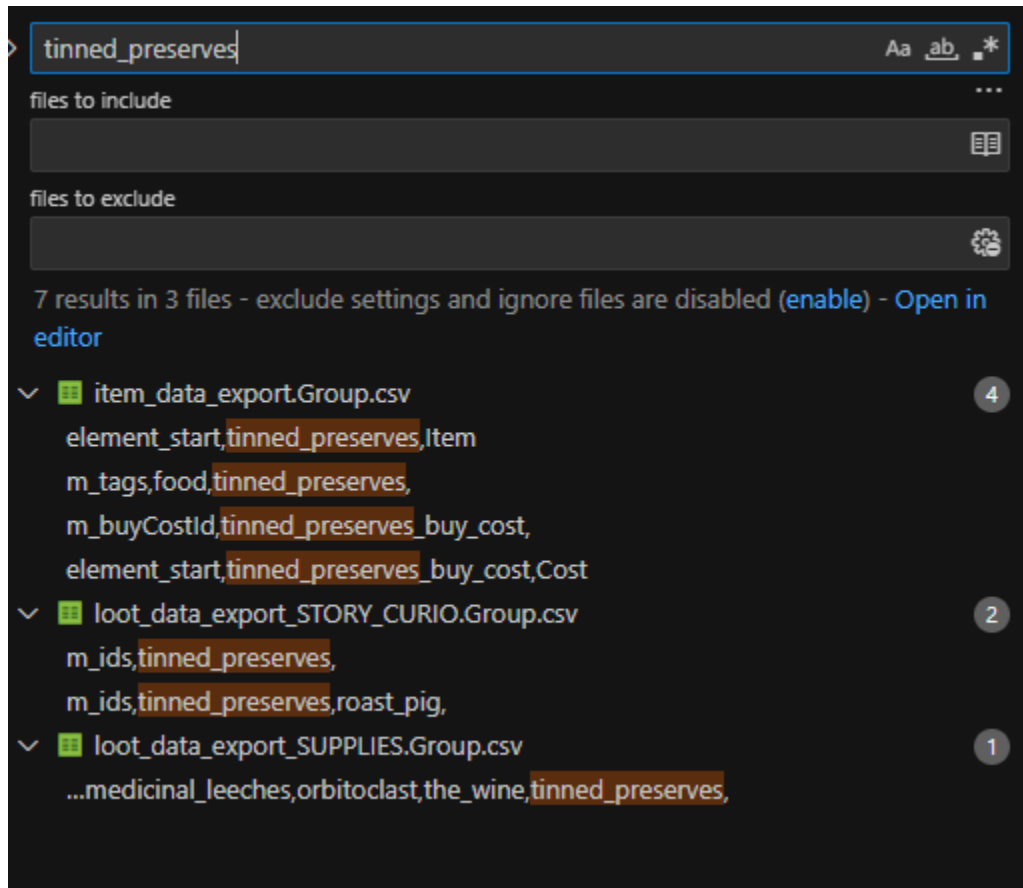 tinned_preserves
Aa ab, .*
files to include
...
files to exclude
7 results in 3 files - exclude settings and ignore files are disabled (enable) - Open in
editor
item_data_export.Group.csv 4
element_start,tinned_preserves,Item
m_tags,food,tinned_preserves,
m_buyCostId,tinned_preserves_buy_cost,
element_start,tinned_preserves_buy_cost,Cost
loot_data_export_STORY_CURIO.Group.csv 2
m_ids,tinned_preserves,
m_ids,tinned_preserves,roast_pig,
loot_data_export_SUPPLIES.Group.csv 1
...medicinal_leeches,orbitoclast,the_wine,tinned_preserves,